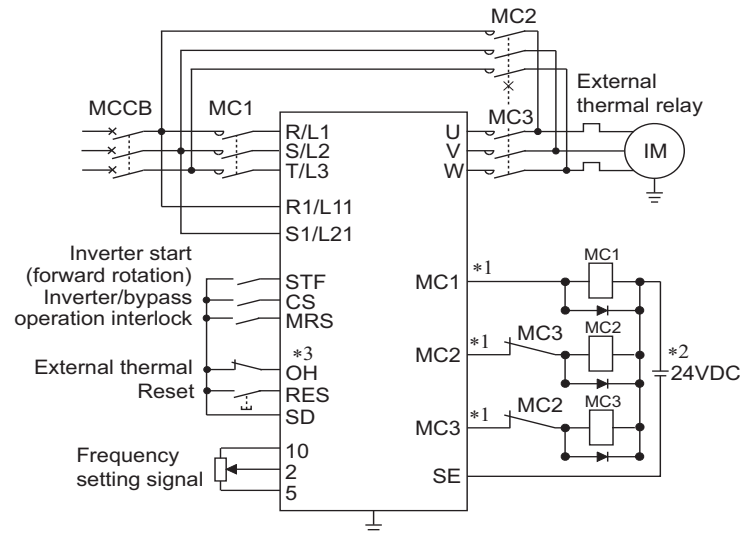 MC2
External
thermal relay
MCCB
MC1
MC3
R/L1
S/L2
T/L3
U
V
W
IM
R1/L11
S1/L21
Inverter start
(forward rotation)
Inverter/bypass
operation interlock
STF
CS
MRS
External thermal
Reset
*3
OH
RES
SD
Frequency
setting signal
10
2
5
MC1
*1
MC1
MC2
*1
MC3
MC2
*2
24VDC
MC3
*1
MC2
MC3
SE